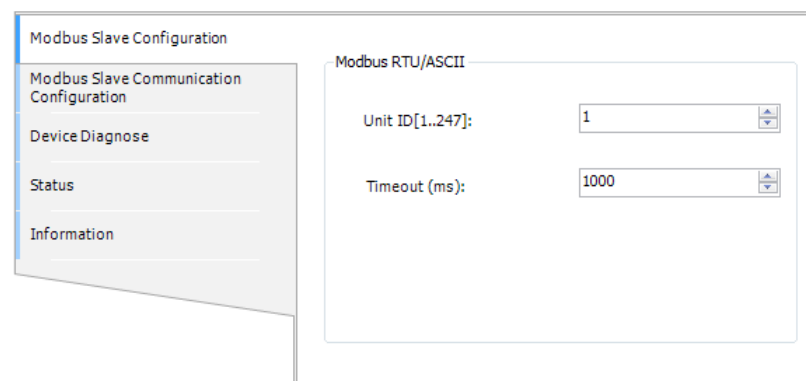 Modbus Slave Configuration
Modbus Slave Communication
Configuration
Device Diagnose
Status
Information
Modbus RTU/ASCII
Unit ID[1..247]: 1
Timeout (ms): 1000